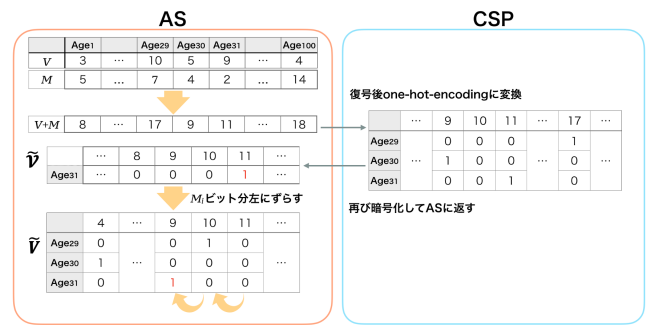 AS
CSP
Age1 … Age29 Age30 Age31 … Age100
V 3 … 10 5 9 … 4
M 5 … 7 4 2 … 14
V+M 8 … 17 9 11 … 18
復号後one-hot-encodingに変換
… 9 10 11 … 17 …
Age29 … 0 0 0 … 1 …
Age30 1 0 0 0
Age31 0 0 1 0
再び暗号化してASに返す
Ṽ
… 8 9 10 11 …
Age31 … 0 0 0 1 …
Mᵢビット分左にずらす
Ṽ
4 … 9 10 11 …
Age29 0 … 0 1 0 …
Age30 1 0 0 0
Age31 0 1 0 0